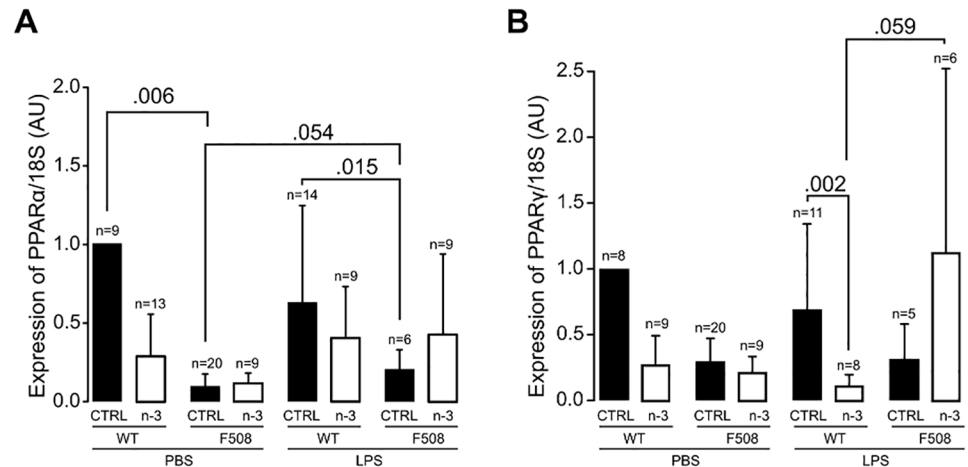 A
Expression of PPARα/18S (AU)
2.0
1.5
1.0
0.5
0.0
.006
.054
.015
n=9
n=13
n=20
n=9
n=14
n=9
n=6
n=9
CTRL n-3 CTRL n-3 CTRL n-3 CTRL n-3
WT F508 WT F508
PBS LPS
B
Expression of PPARγ/18S (AU)
2.5
2.0
1.5
1.0
0.5
0.0
.059
.002
n=8
n=9
n=20
n=9
n=11
n=8
n=5
n=6
CTRL n-3 CTRL n-3 CTRL n-3 CTRL n-3
WT F508 WT F508
PBS LPS